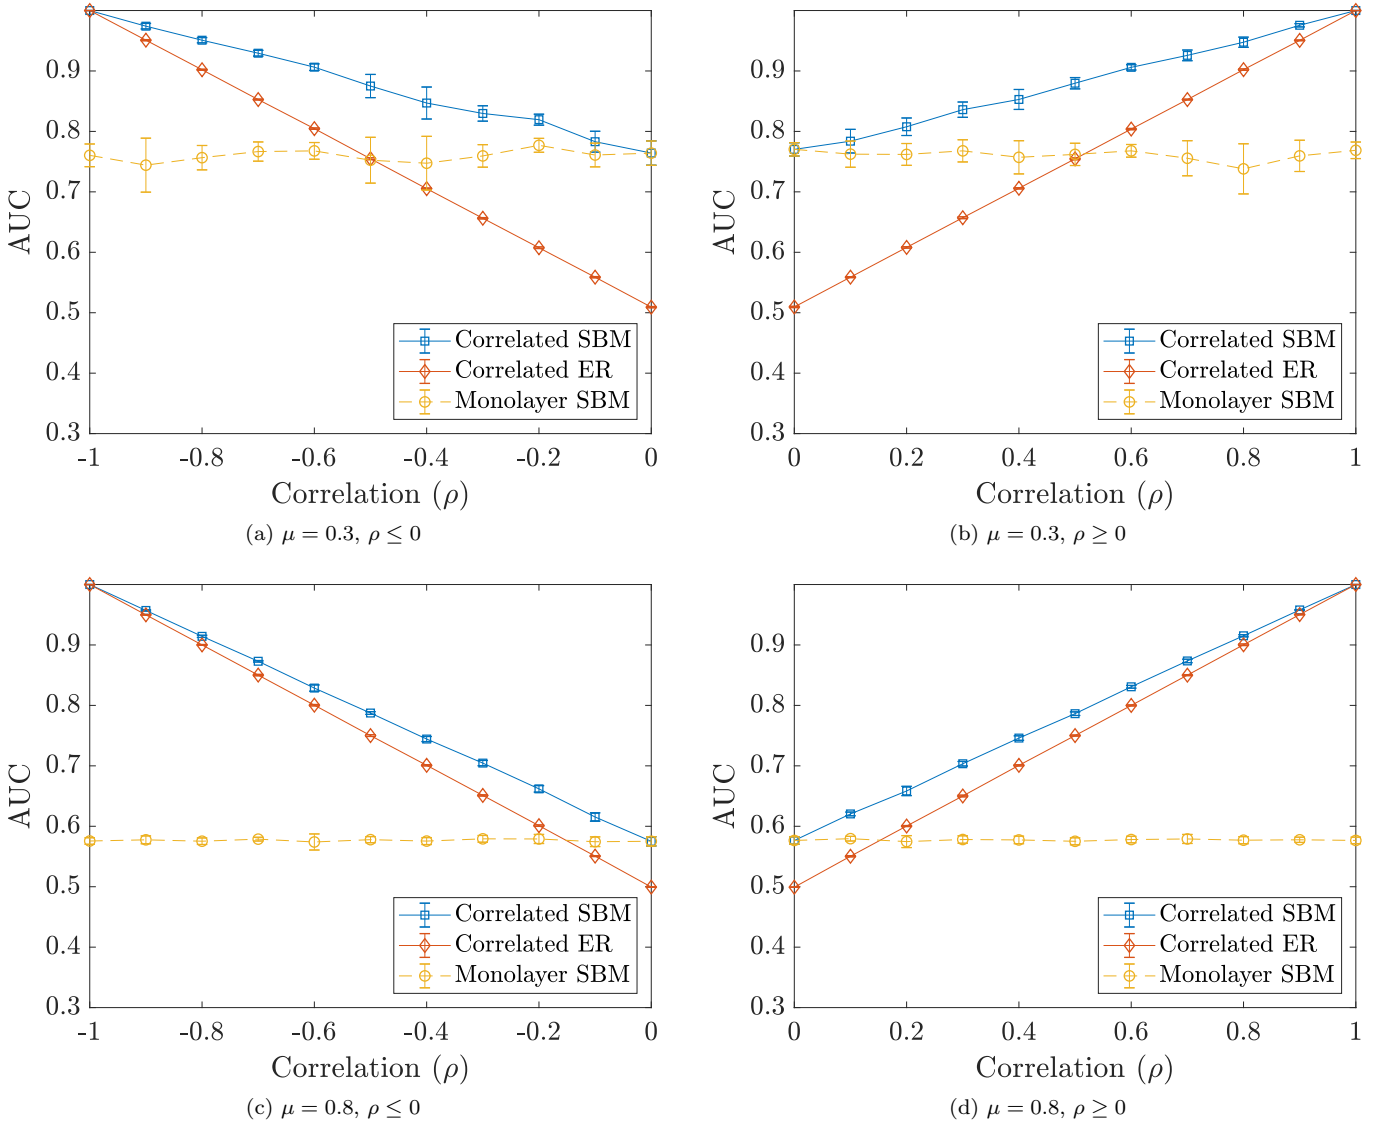 AUC
0.9
0.8
0.7
0.6
0.5
0.4
0.3
-1 -0.8 -0.6 -0.4 -0.2 0
Correlation (ρ)
Correlated SBM
Correlated ER
Monolayer SBM
(a) μ = 0.3, ρ ≤ 0
AUC
0.9
0.8
0.7
0.6
0.5
0.4
0.3
0 0.2 0.4 0.6 0.8 1
Correlation (ρ)
Correlated SBM
Correlated ER
Monolayer SBM
(b) μ = 0.3, ρ ≥ 0
AUC
0.9
0.8
0.7
0.6
0.5
0.4
0.3
-1 -0.8 -0.6 -0.4 -0.2 0
Correlation (ρ)
Correlated SBM
Correlated ER
Monolayer SBM
(c) μ = 0.8, ρ ≤ 0
AUC
0.9
0.8
0.7
0.6
0.5
0.4
0.3
0 0.2 0.4 0.6 0.8 1
Correlation (ρ)
Correlated SBM
Correlated ER
Monolayer SBM
(d) μ = 0.8, ρ ≥ 0